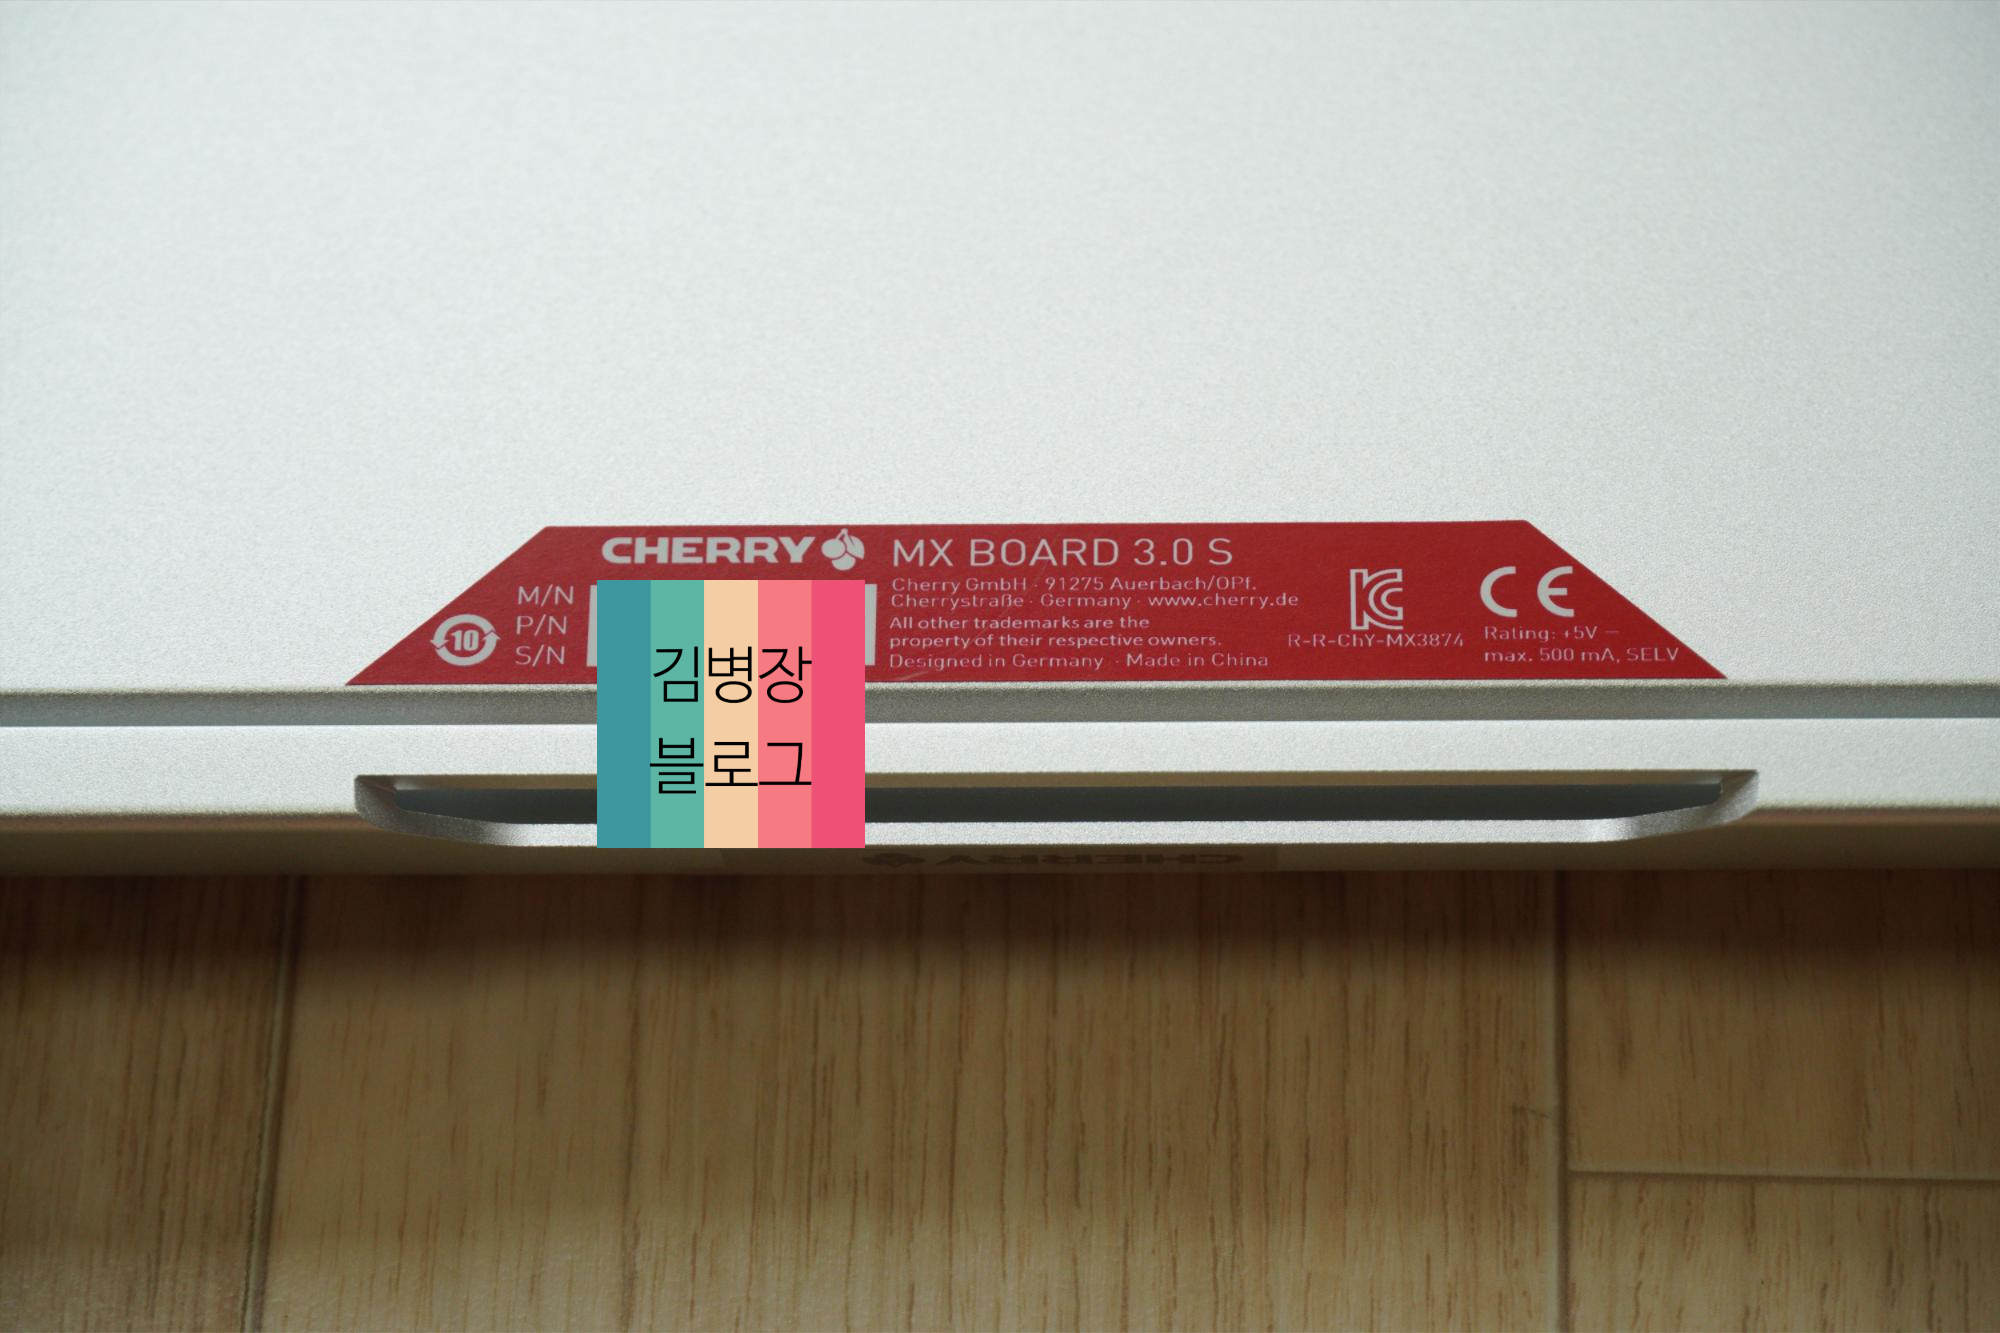 CHERRY MX BOARD 3.0 S
M/N
P/N
S/N
10
Cherry GmbH · 91275 Auerbach/OPf.
Cherrystraße · Germany · www.cherry.de
All other trademarks are the
property of their respective owners.
Designed in Germany · Made in China
R-R-ChY-MX3874
CE
Rating: +5V ⎓
max. 500 mA, SELV
김병장
블로그
CHERRY